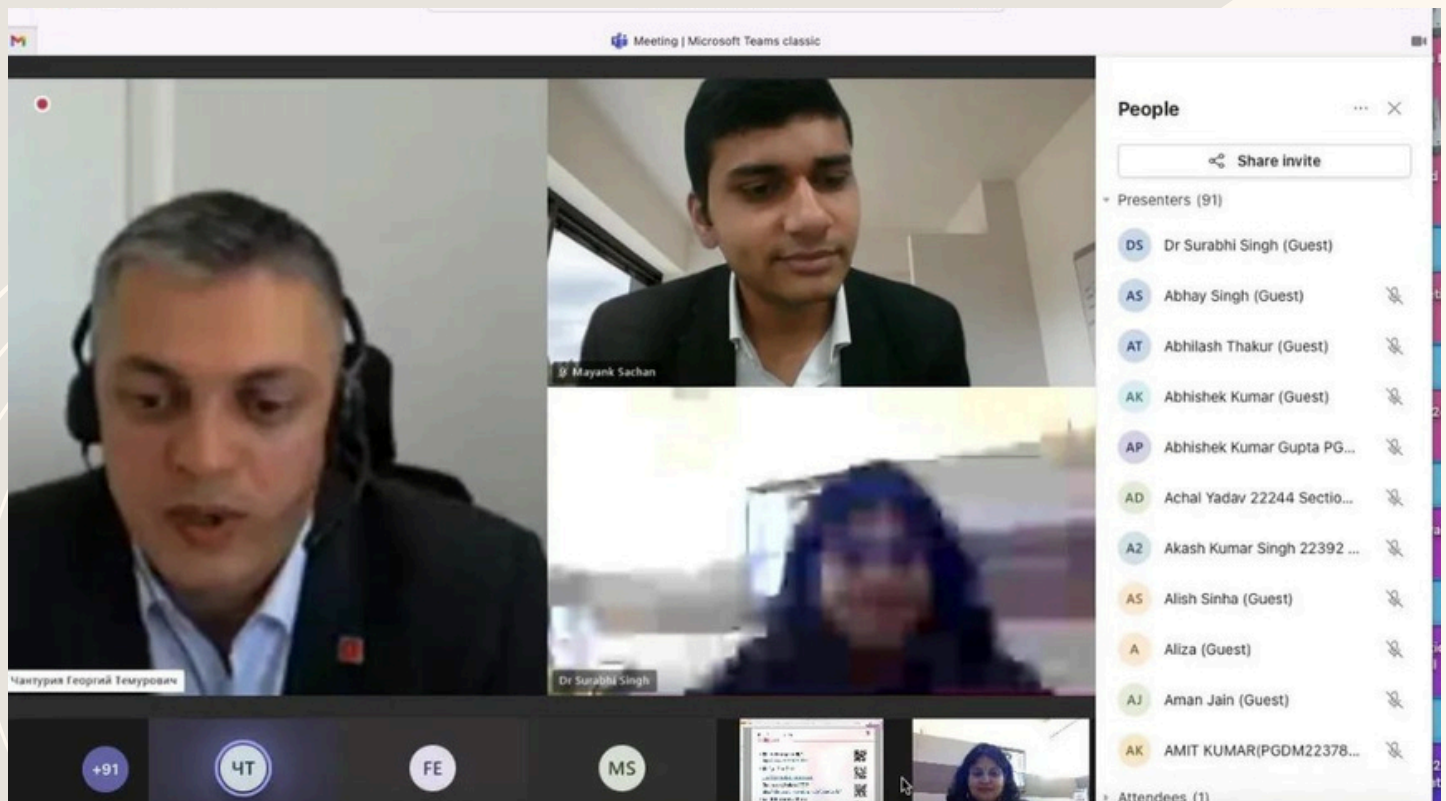 Meeting | Microsoft Teams classic
Mayank Sachan
Чантурия Георгий Темурович
Dr Surabhi Singh
+91
ЧТ
FE
MS
People
Share invite
Presenters (91)
DS Dr Surabhi Singh (Guest)
AS Abhay Singh (Guest)
AT Abhilash Thakur (Guest)
AK Abhishek Kumar (Guest)
AP Abhishek Kumar Gupta PG...
AD Achal Yadav 22244 Sectio...
A2 Akash Kumar Singh 22392 ...
AS Alish Sinha (Guest)
A Aliza (Guest)
AJ Aman Jain (Guest)
AK AMIT KUMAR(PGDM22378...
Attendees (1)